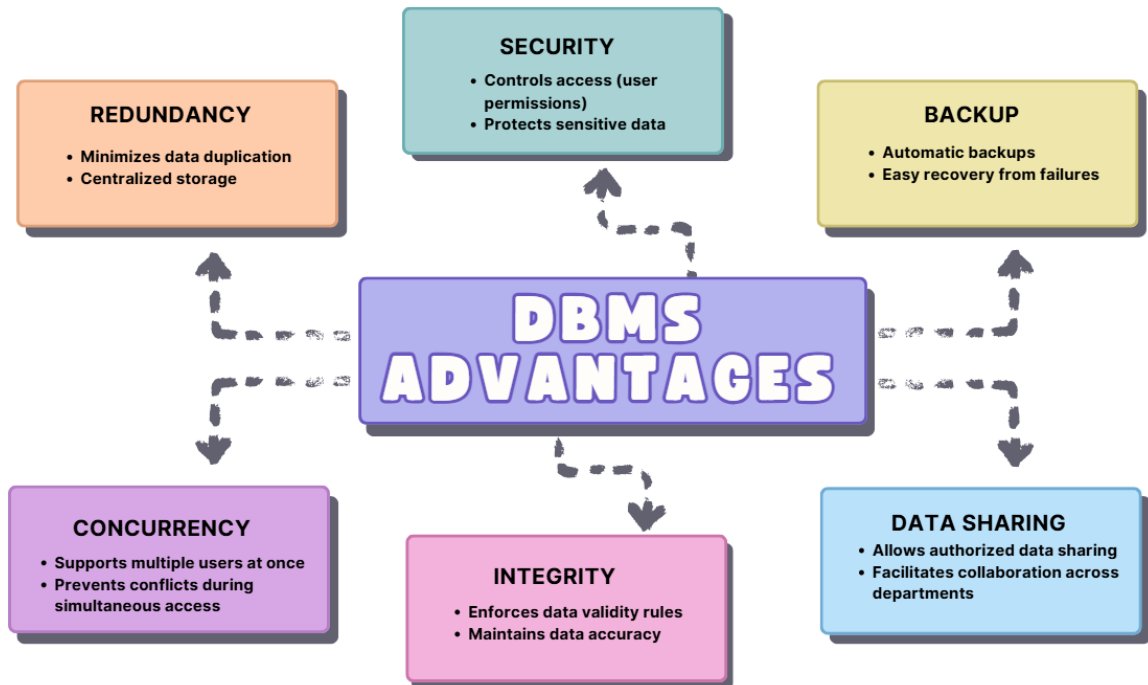 SECURITY
• Controls access (user
permissions)
• Protects sensitive data
REDUNDANCY
• Minimizes data duplication
• Centralized storage
BACKUP
• Automatic backups
• Easy recovery from failures
DBMS
ADVANTAGES
CONCURRENCY
• Supports multiple users at once
• Prevents conflicts during
simultaneous access
INTEGRITY
• Enforces data validity rules
• Maintains data accuracy
DATA SHARING
• Allows authorized data sharing
• Facilitates collaboration across
departments